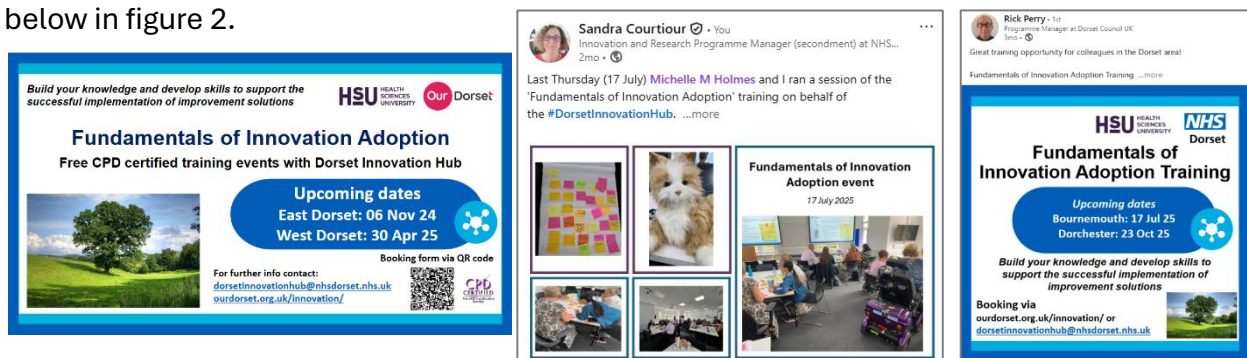 below in figure 2.
Build your knowledge and develop skills to support the
successful implementation of improvement solutions
HSU HEALTH
SCIENCES
UNIVERSITY
Our Dorset
Fundamentals of Innovation Adoption
Free CPD certified training events with Dorset Innovation Hub
Upcoming dates
East Dorset: 06 Nov 24
West Dorset: 30 Apr 25
Booking form via QR code
For further info contact:
dorsetinnovationhub@nhsdorset.nhs.uk
ourdorset.org.uk/innovation/
CPD
CERTIFIED
Sandra Courtiour • You
Innovation and Research Programme Manager (secondment) at NHS...
2mo •
Last Thursday (17 July) Michelle M Holmes and I ran a session of the
'Fundamentals of Innovation Adoption' training on behalf of
the #DorsetInnovationHub. ...more
Fundamentals of Innovation
Adoption event
17 July 2025
Rick Perry • 1st
Programme Manager at Dorset Council UK
3mo •
Great training opportunity for colleagues in the Dorset area!
Fundamentals of Innovation Adoption Training ...more
HSU HEALTH
SCIENCES
UNIVERSITY
NHS
Dorset
Fundamentals of
Innovation Adoption Training
Upcoming dates
Bournemouth: 17 Jul 25
Dorchester: 23 Oct 25
Build your knowledge and develop skills to
support the successful implementation of
improvement solutions
Booking via
ourdorset.org.uk/innovation/ or
dorsetinnovationhub@nhsdorset.nhs.uk